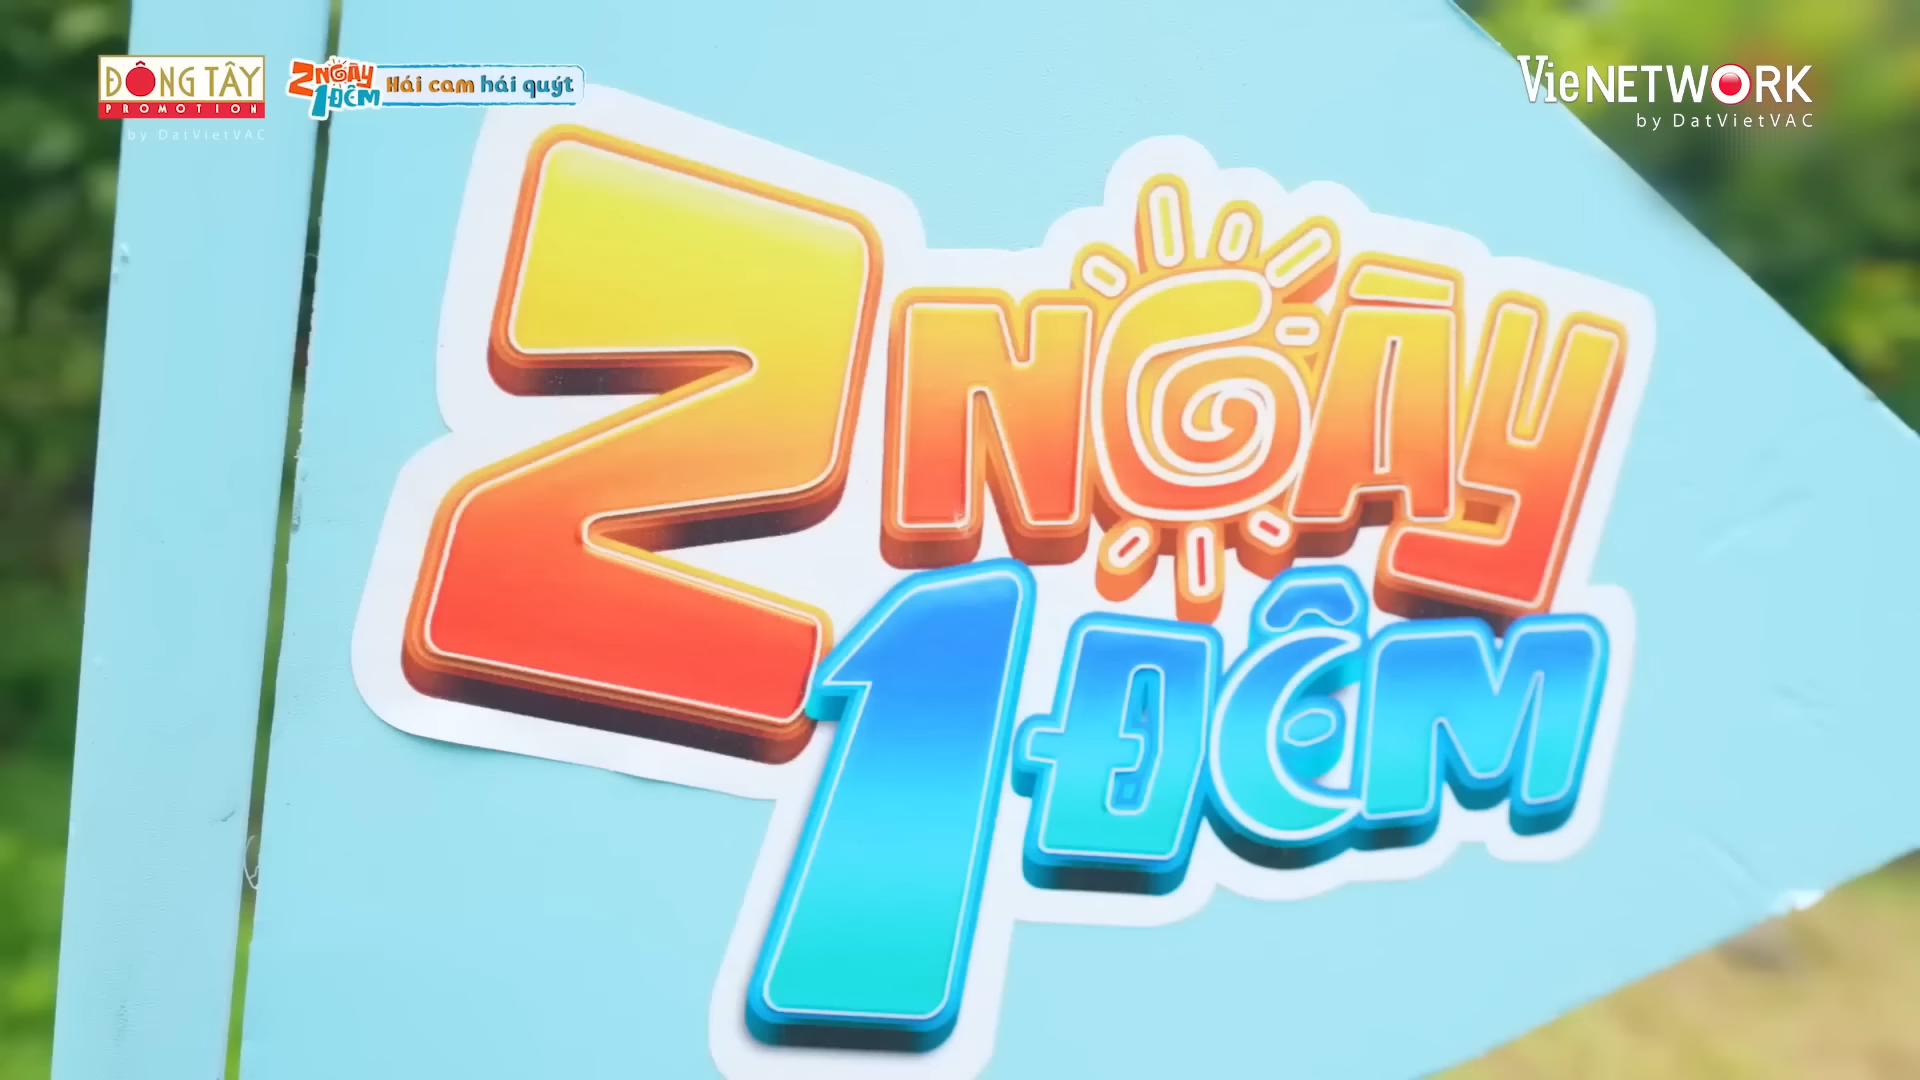 ĐÔNG TÂY
PROMOTION
by DatVietVAC
2 NGÀY
1 ĐÊM
Hái cam hái quýt
VieNETWORK
by DatVietVAC
2 NGÀY
1 ĐÊM